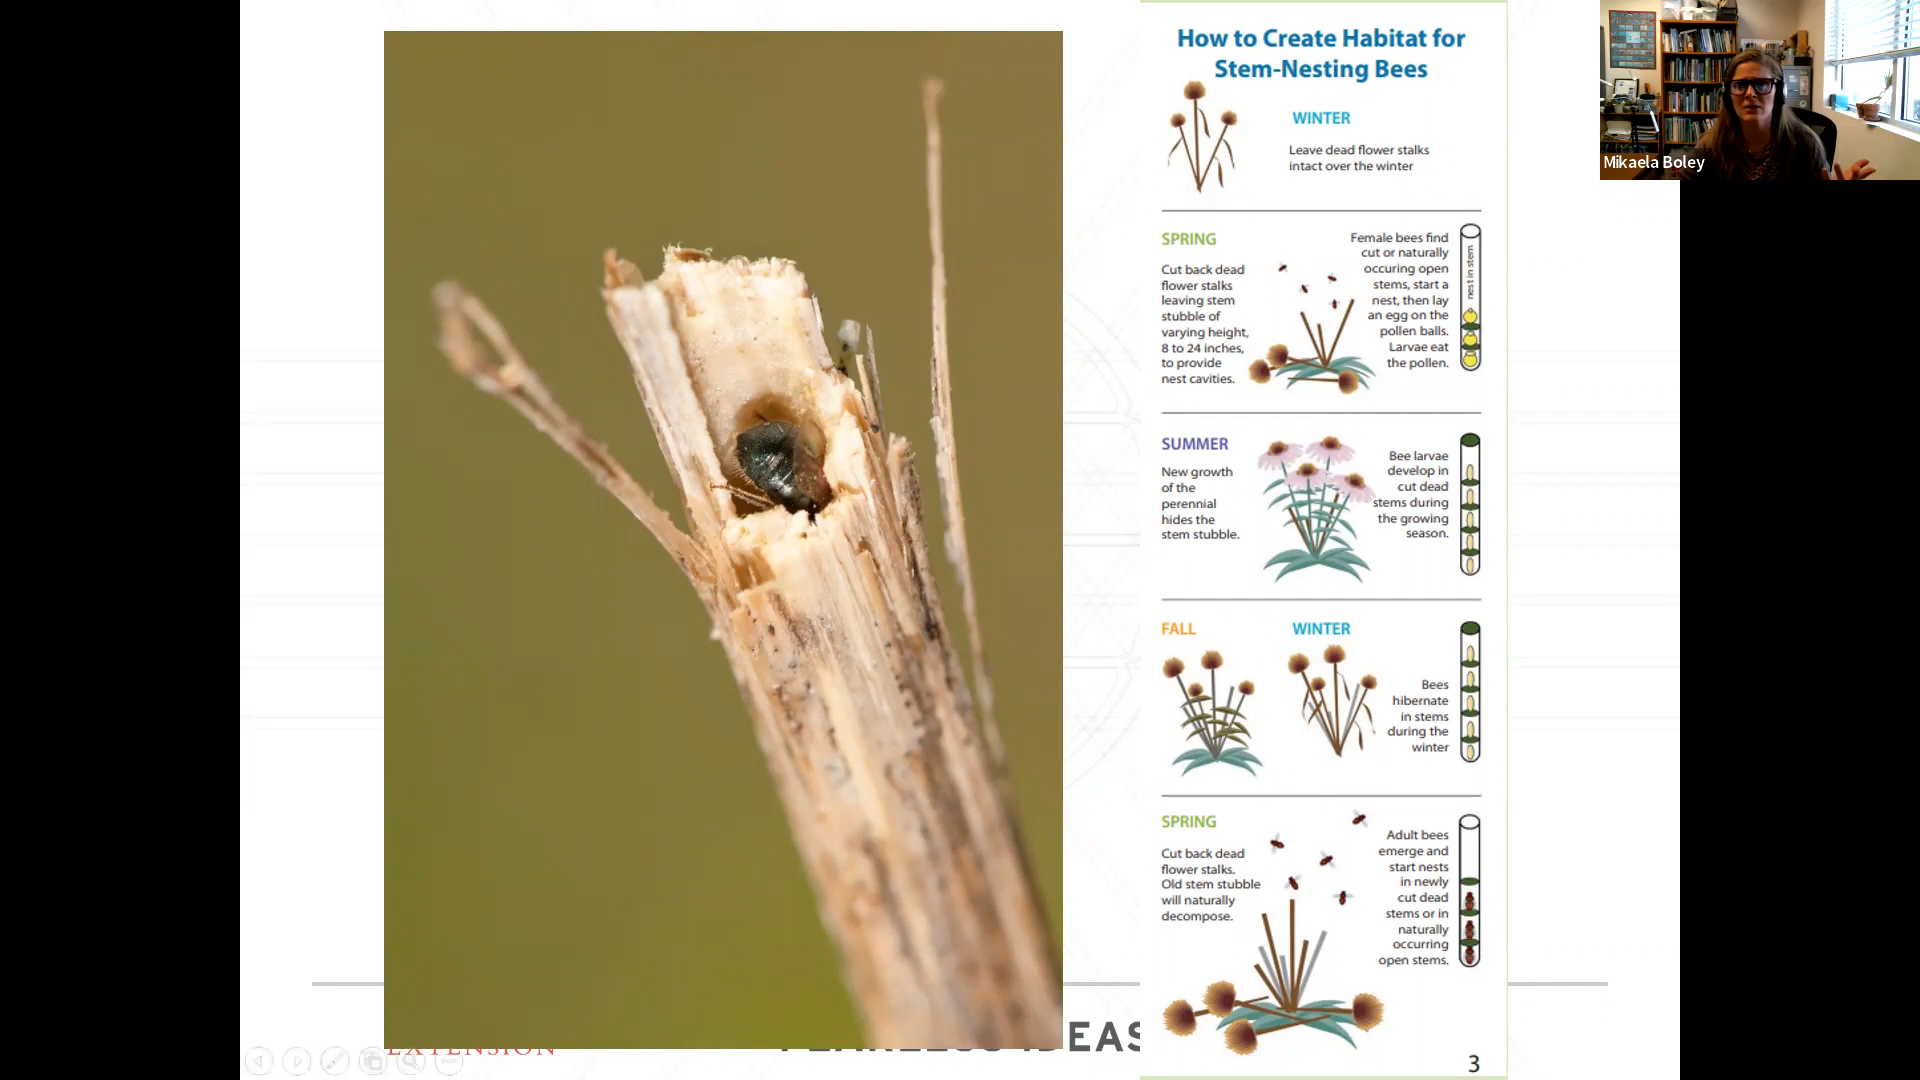 How to Create Habitat for
Stem-Nesting Bees
WINTER
Leave dead flower stalks
intact over the winter
SPRING
Cut back dead
flower stalks
leaving stem
stubble of
varying height,
8 to 24 inches,
to provide
nest cavities.
Female bees find
cut or naturally
occuring open
stems, start a
nest, then lay
an egg on the
pollen balls.
Larvae eat
the pollen.
nest in stem
SUMMER
New growth
of the
perennial
hides the
stem stubble.
Bee larvae
develop in
cut dead
stems during
the growing
season.
FALL
WINTER
Bees
hibernate
in stems
during the
winter
SPRING
Cut back dead
flower stalks.
Old stem stubble
will naturally
decompose.
Adult bees
emerge and
start nests
in newly
cut dead
stems or in
naturally
occurring
open stems.
3
Mikaela Boley
EXTENSION